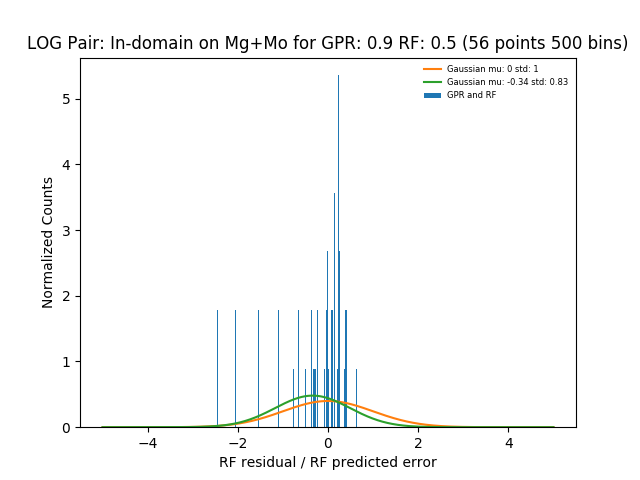 LOG Pair: In-domain on Mg+Mo for GPR: 0.9 RF: 0.5 (56 points 500 bins)
Gaussian mu: 0 std: 1
Gaussian mu: -0.34 std: 0.83
GPR and RF
Normalized Counts
5
4
3
2
1
0
−4 −2 0 2 4
RF residual / RF predicted error